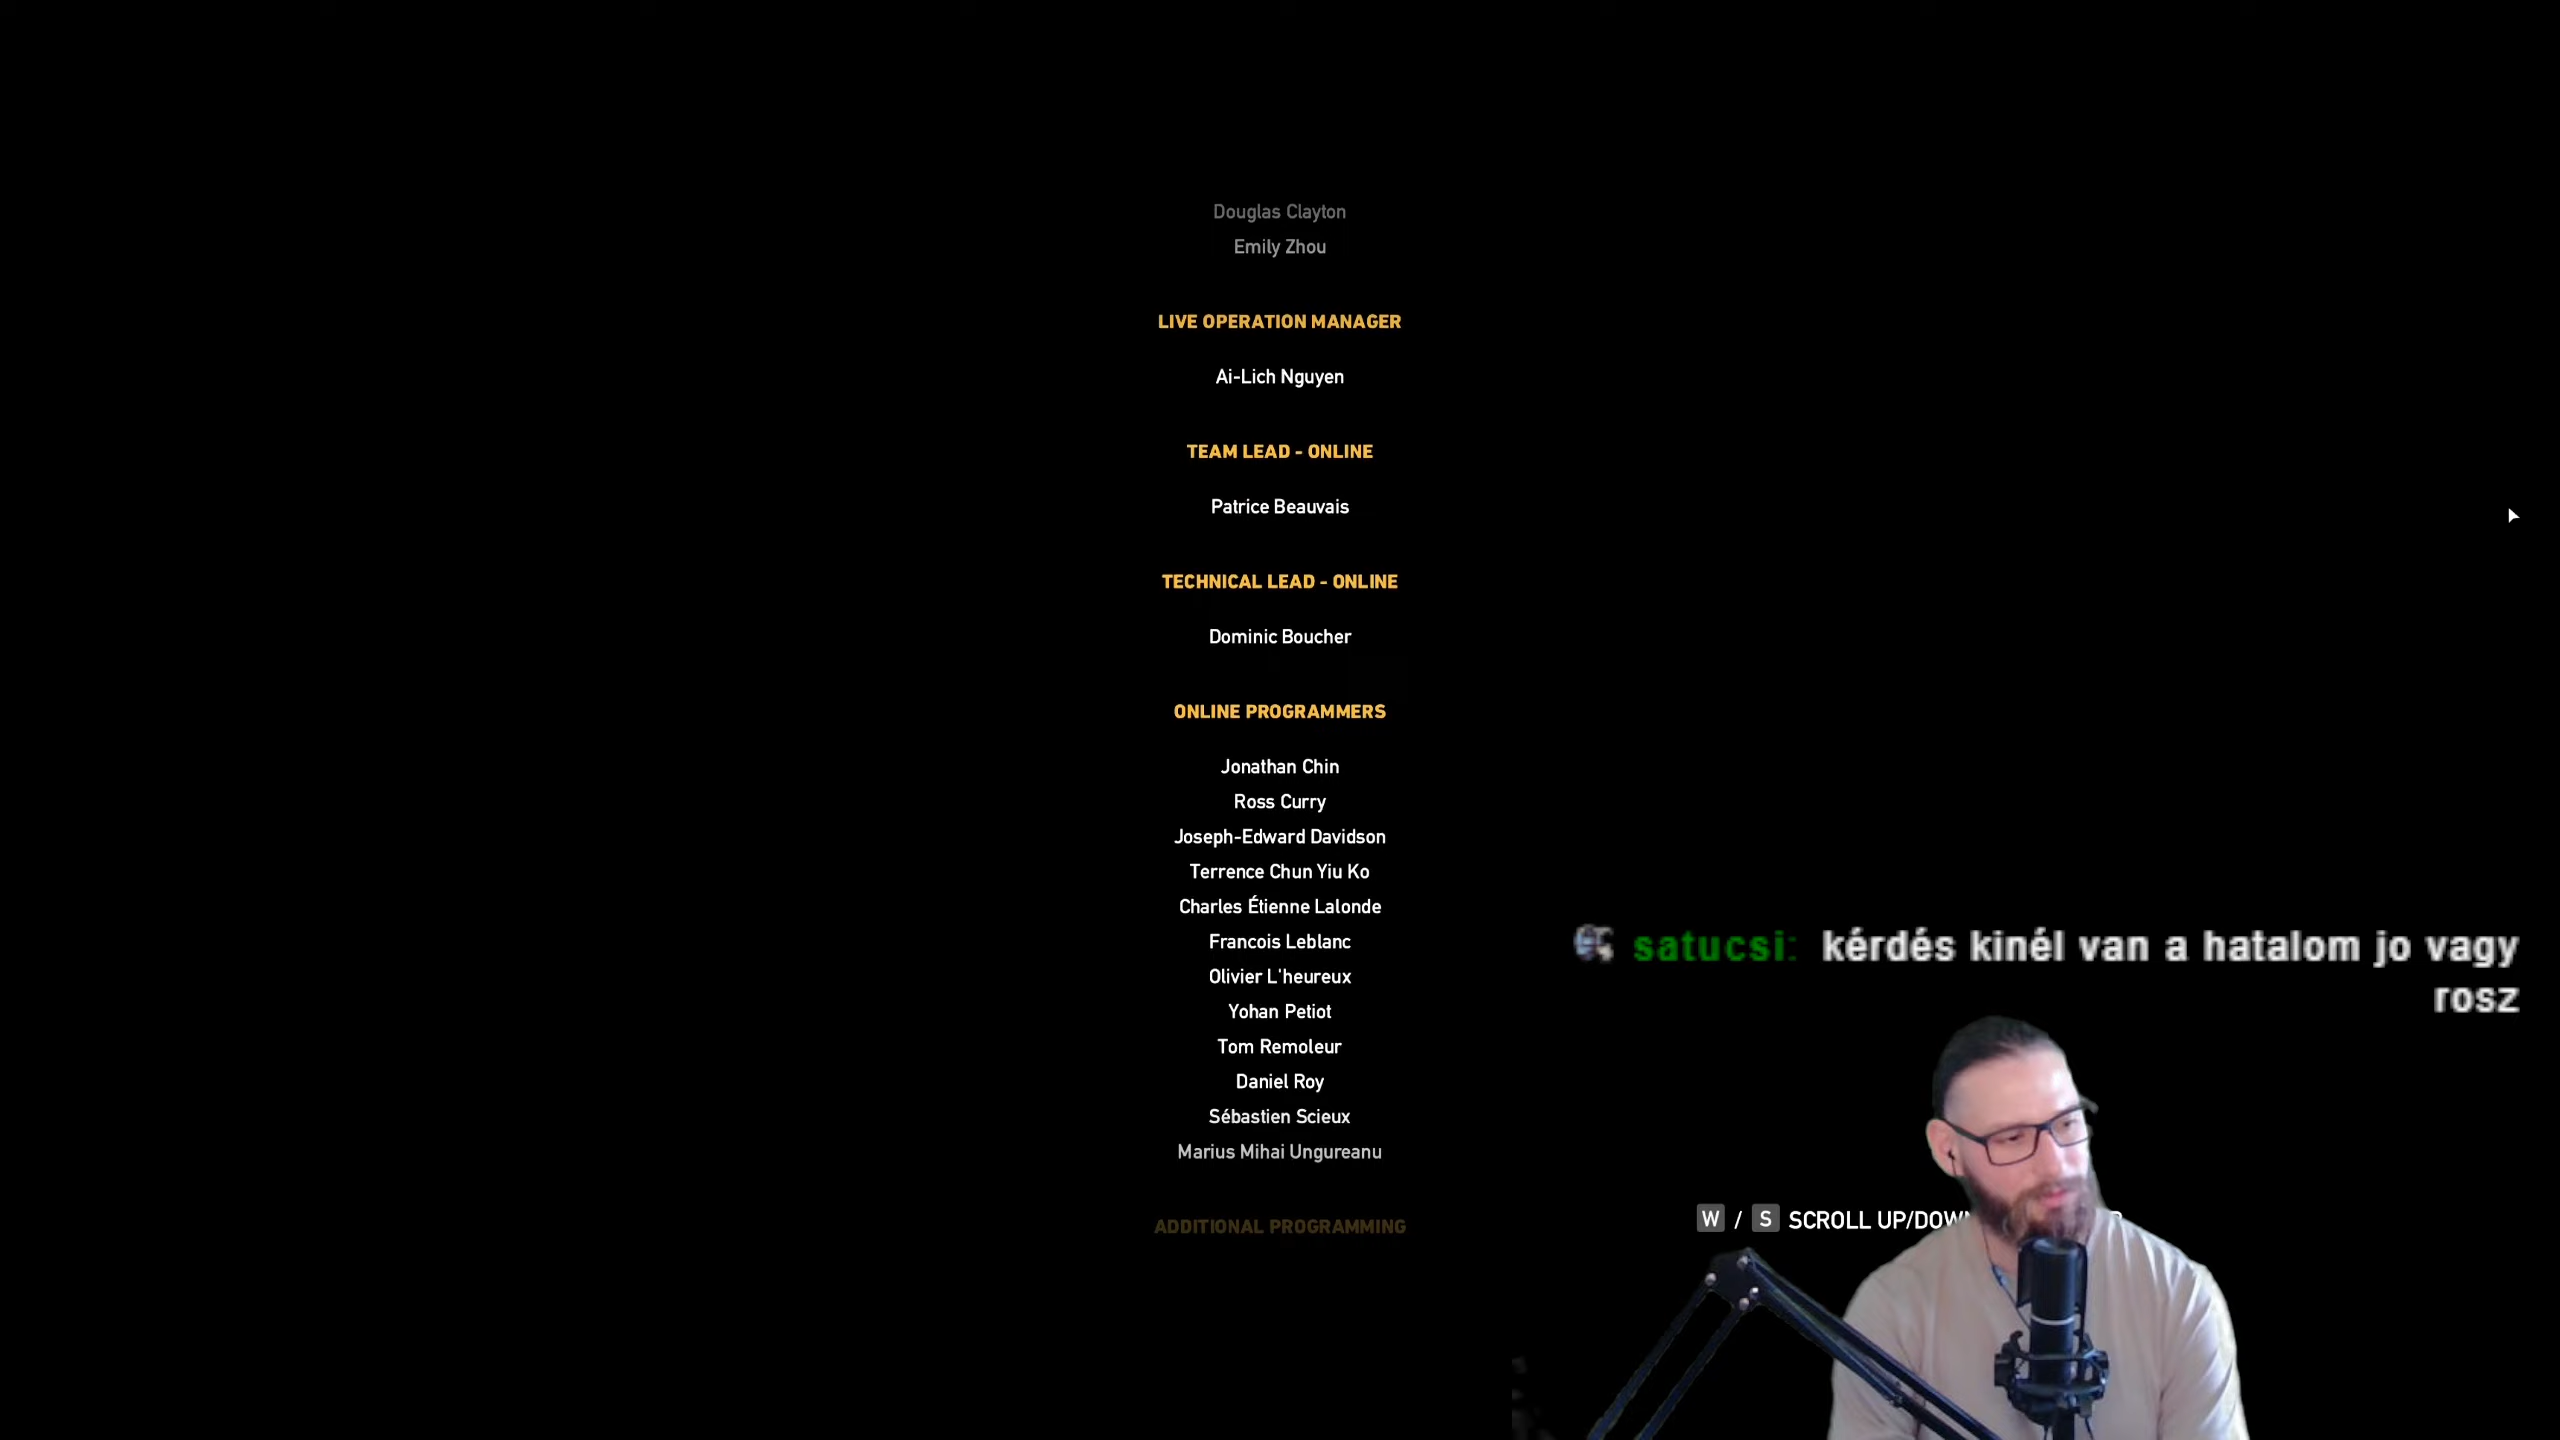 Douglas Clayton
Emily Zhou
LIVE OPERATION MANAGER
Ai-Lich Nguyen
TEAM LEAD - ONLINE
Patrice Beauvais
TECHNICAL LEAD - ONLINE
Dominic Boucher
ONLINE PROGRAMMERS
Jonathan Chin
Ross Curry
Joseph-Edward Davidson
Terrence Chun Yiu Ko
Charles Étienne Lalonde
Francois Leblanc
Olivier L'heureux
Yohan Petiot
Tom Remoleur
Daniel Roy
Sébastien Scieux
Marius Mihai Ungureanu
ADDITIONAL PROGRAMMING
satucsi: kérdés kinél van a hatalom jo vagy
rosz
W / S SCROLL UP/DOWN